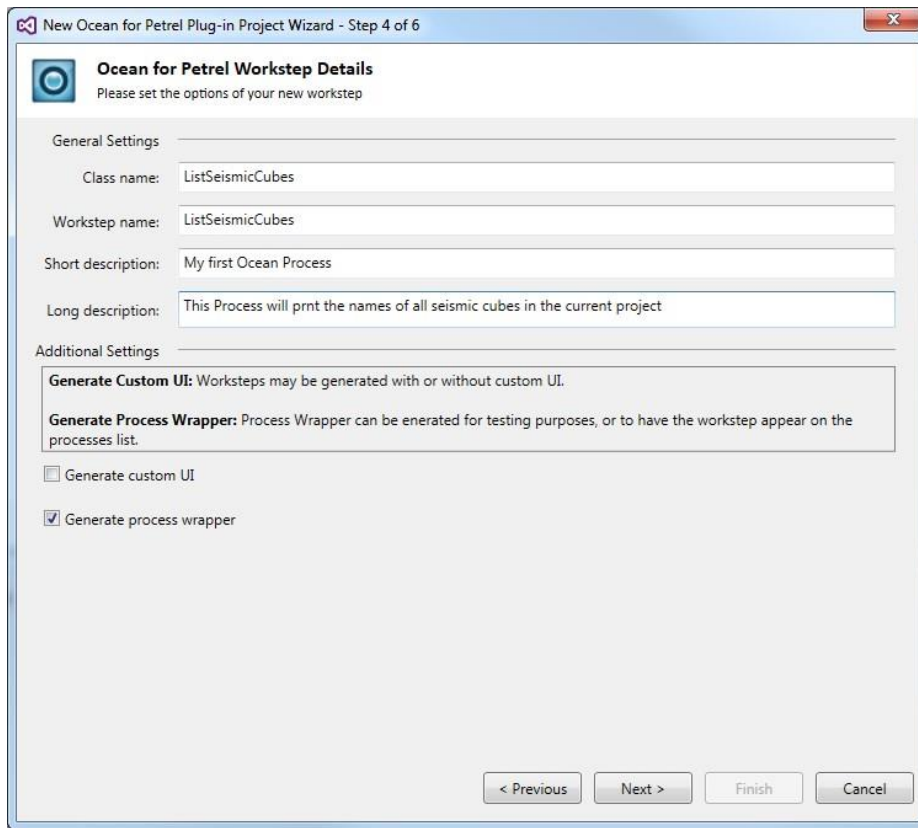 New Ocean for Petrel Plug-in Project Wizard - Step 4 of 6
Ocean for Petrel Workstep Details
Please set the options of your new workstep
General Settings
Class name: ListSeismicCubes
Workstep name: ListSeismicCubes
Short description: My first Ocean Process
Long description: This Process will prnt the names of all seismic cubes in the current project
Additional Settings
Generate Custom UI: Worksteps may be generated with or without custom UI.
Generate Process Wrapper: Process Wrapper can be enerated for testing purposes, or to have the workstep appear on the
processes list.
Generate custom UI
Generate process wrapper
< Previous Next > Finish Cancel